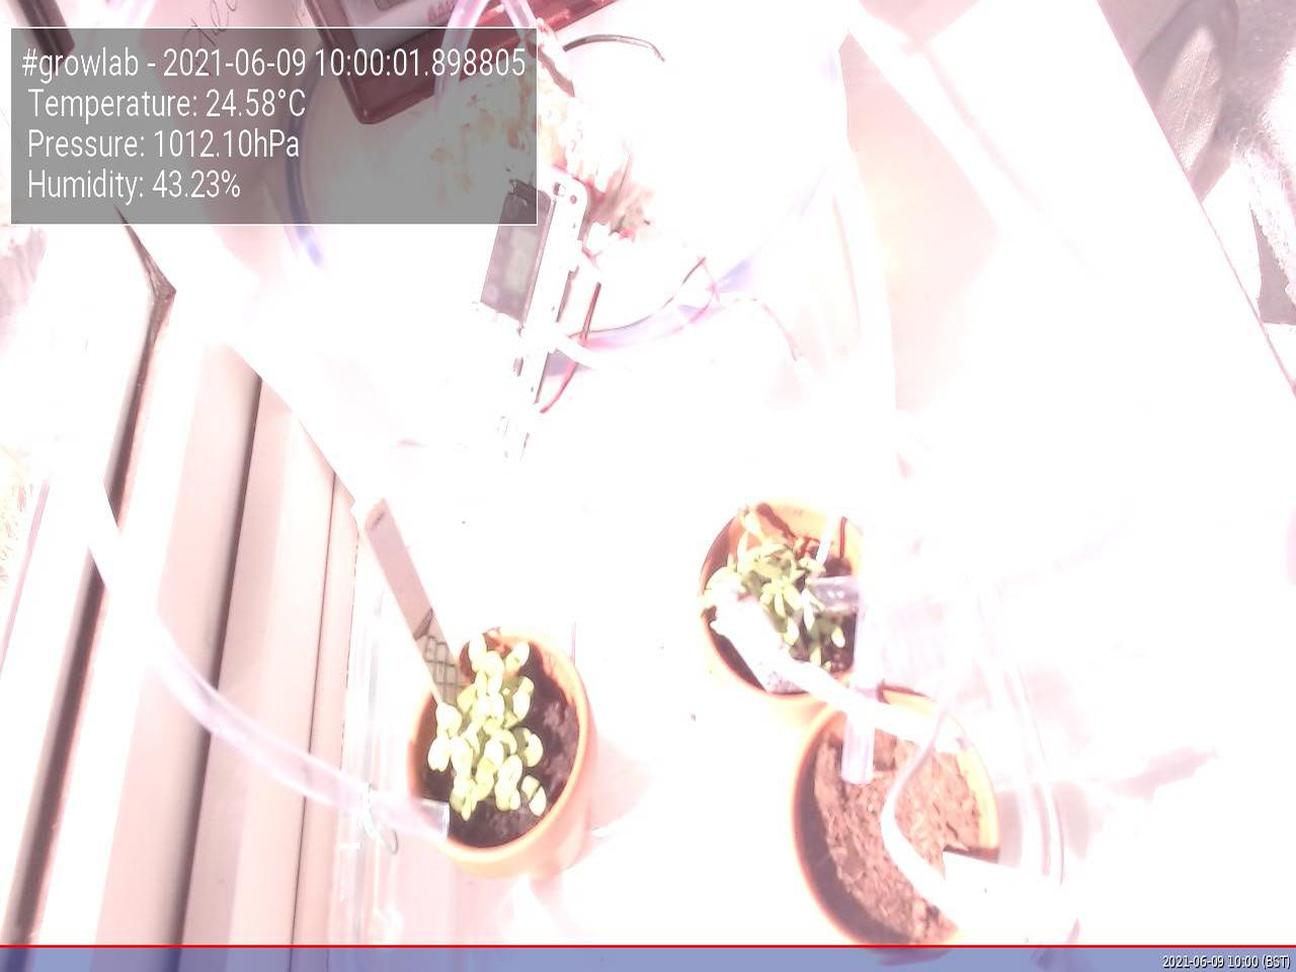 #growlab - 2021-06-09 10:00:01.898805
Temperature: 24.58°C
Pressure: 1012.10hPa
Humidity: 43.23%
2021-06-09 10:00 (BST)